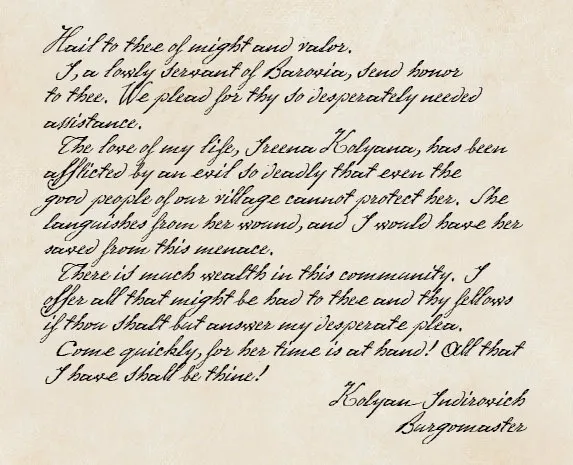 Hail to thee of might and valor.
I, a lowly servant of Barovia, send honor
to thee. We plead for thy so desperately needed
assistance.
The love of my life, Ireena Kolyana, has been
afflicted by an evil so deadly that even the
good people of our village cannot protect her. She
languishes from her wound, and I would have her
saved from this menace.
There is much wealth in this community. I
offer all that might be had to thee and thy fellows
if thou shalt but answer my desperate plea.
Come quickly, for her time is at hand! All that
I have shall be thine!
Kolyan Indirovich
Burgomaster